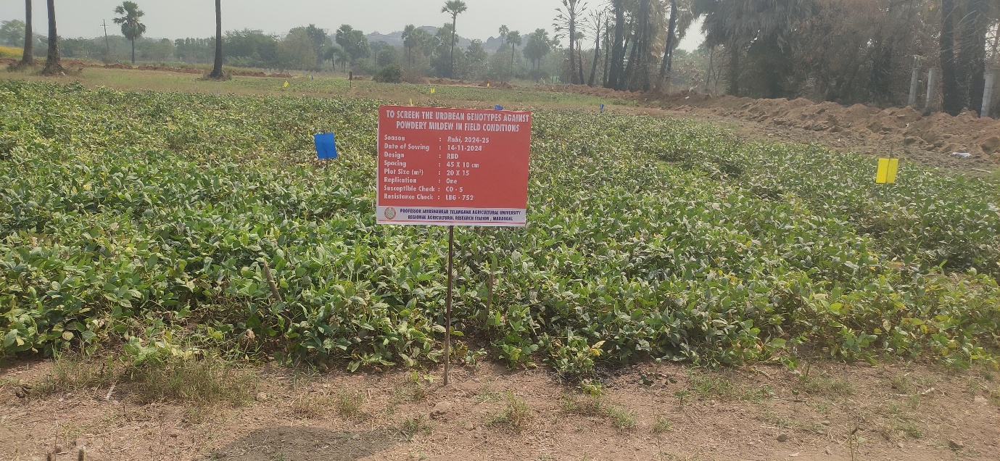 TO SCREEN THE URDBEAN GENOTYPES AGAINST
POWDERY MILDEW IN FIELD CONDITIONS
Season : Rabi, 2024-25
Date of Sowing : 14-11-2024
Design : RBD
Spacing : 45 X 10 cm
Plot Size (m²) : 20 X 15
Replication : One
Susceptible Check : CO - 5
Resistance Check : LBG - 752
PROFESSOR JAYASHANKAR TELANGANA AGRICULTURAL UNIVERSITY
REGIONAL AGRICULTURAL RESEARCH STATION , WARANGAL